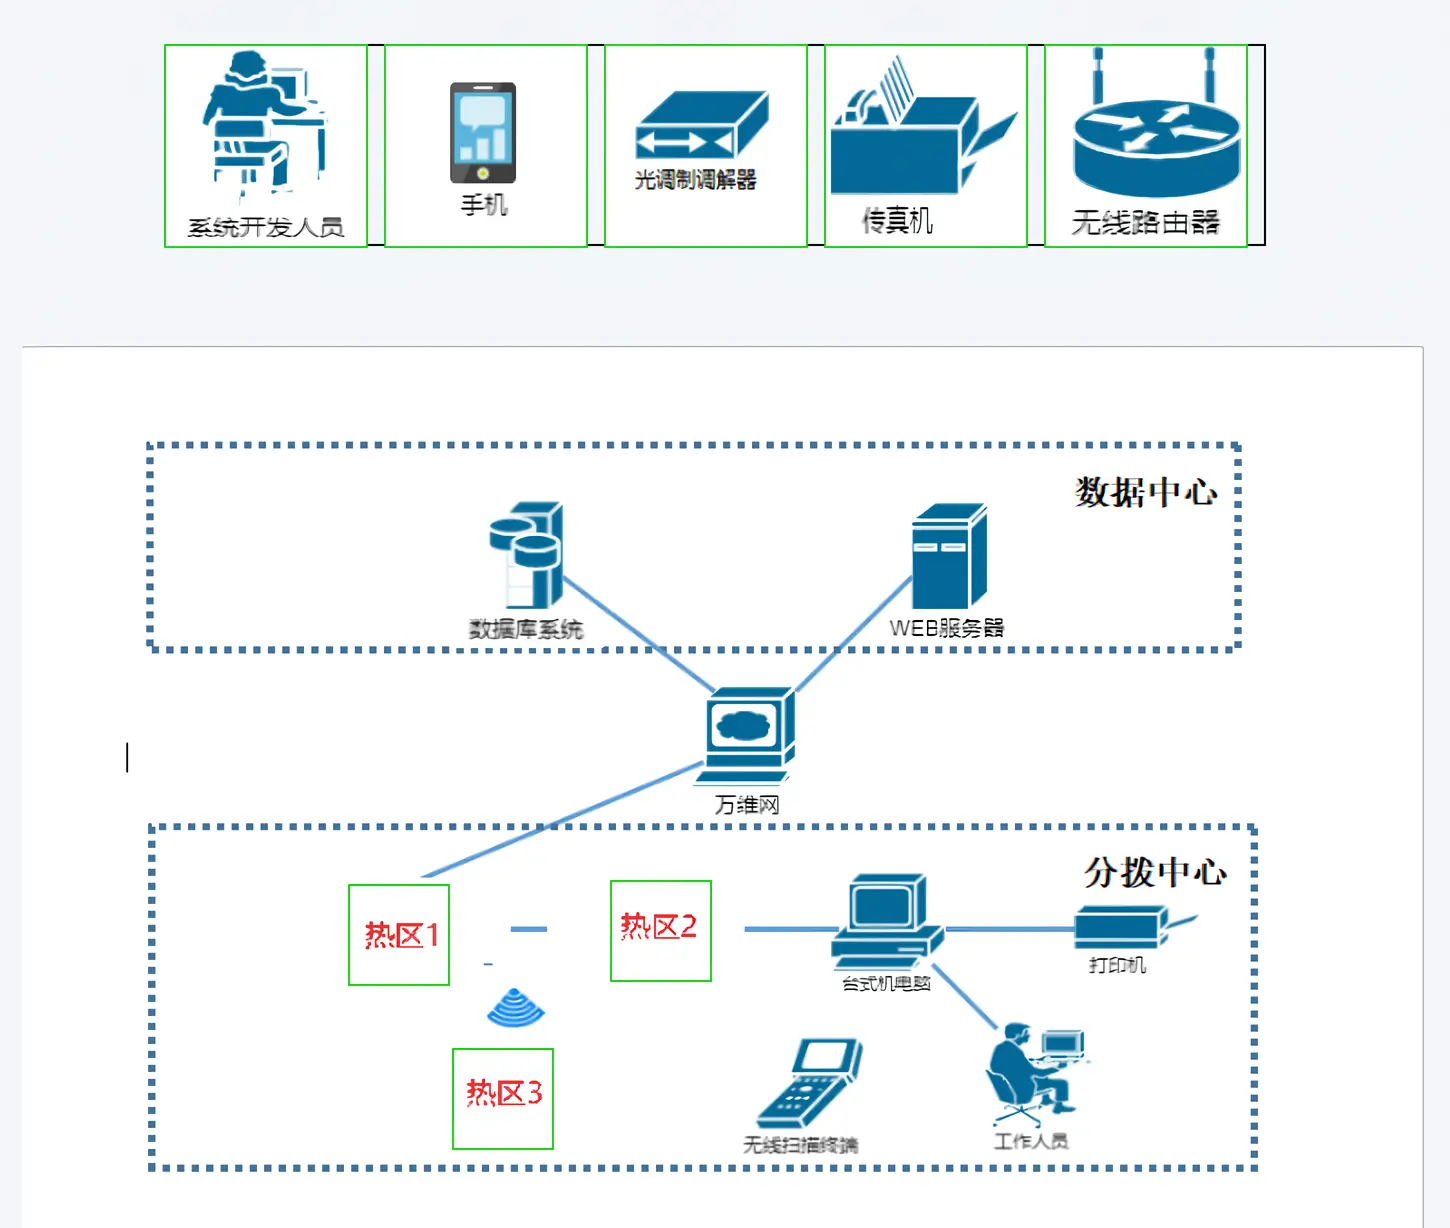 系统开发人员
手机
光调制调解器
传真机
无线路由器
数据中心
数据库系统
WEB服务器
万维网
分拨中心
热区1
热区2
台式机电脑
打印机
热区3
无线扫描终端
工作人员